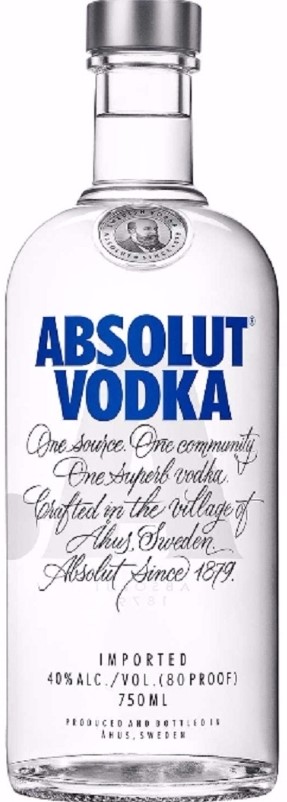 ABSOLUT®
VODKA
One source. One community.
One superb vodka.
Crafted in the village of
Åhus, Sweden.
Absolut Since 1879.
IMPORTED
40% ALC./VOL. (80 PROOF)
750ML
PRODUCED AND BOTTLED IN
ÅHUS, SWEDEN